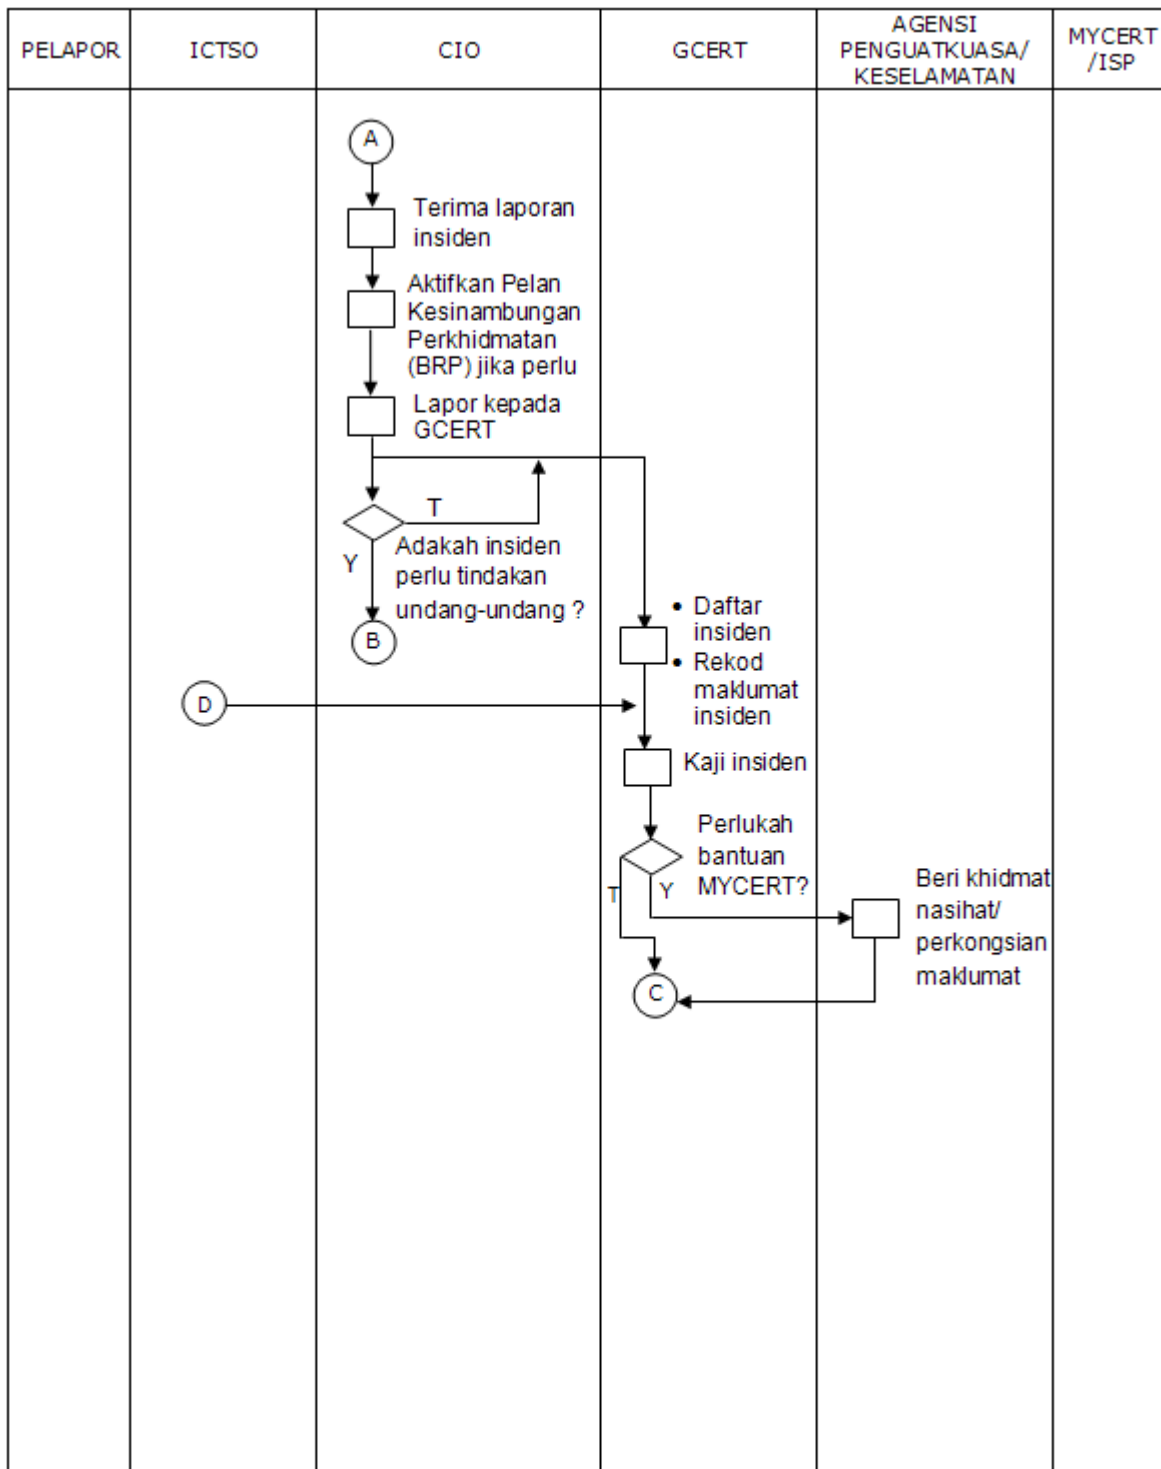 PELAPOR
ICTSO
CIO
GCERT
AGENSI
PENGUATKUASA/
KESELAMATAN
MYCERT
/ISP
A
Terima laporan
insiden
Aktifkan Pelan
Kesinambungan
Perkhidmatan
(BRP) jika perlu
Lapor kepada
GCERT
T
Y
Adakah insiden
perlu tindakan
undang-undang ?
B
• Daftar
insiden
• Rekod
maklumat
insiden
D
Kaji insiden
Perlukah
bantuan
MYCERT?
T
Y
Beri khidmat
nasihat/
perkongsian
maklumat
C